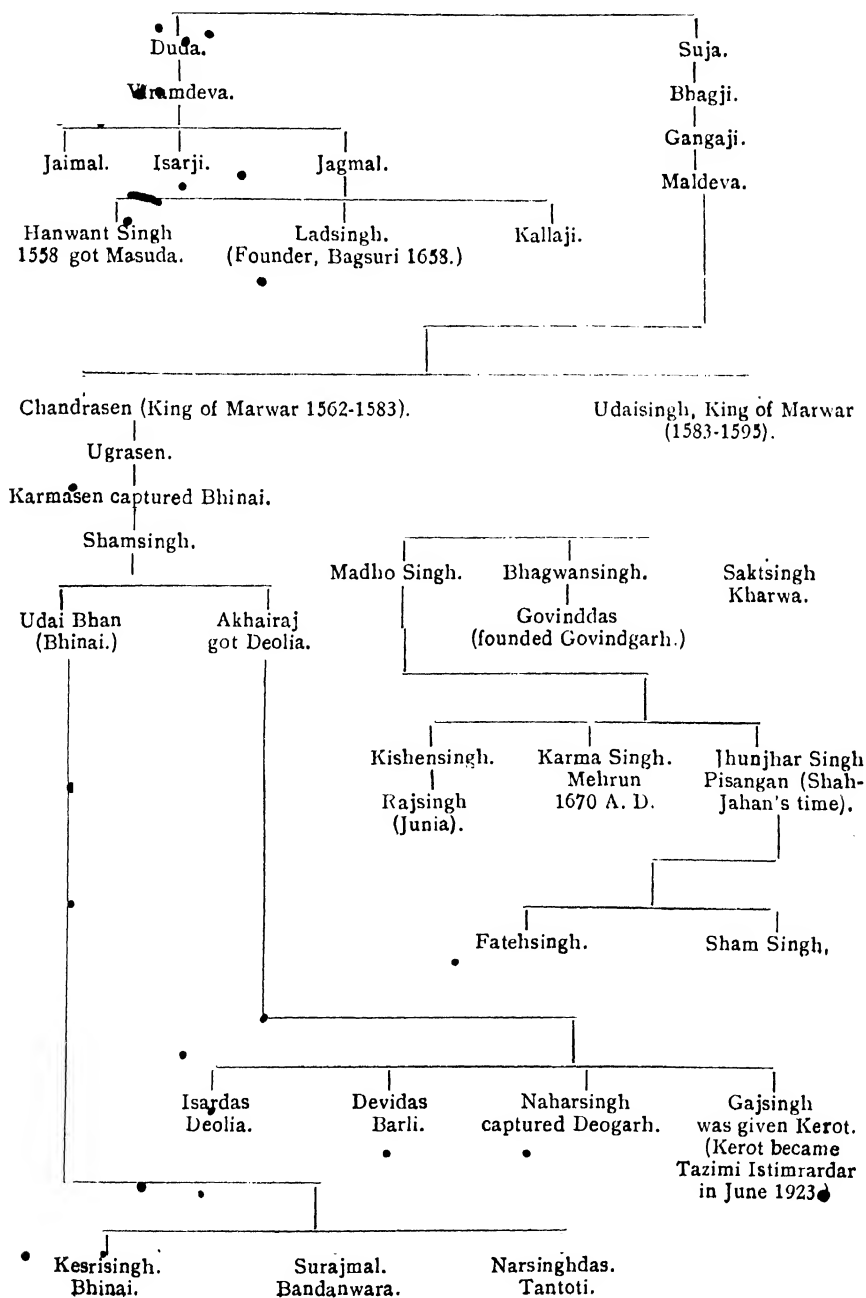 Duda. Suja.
Viramdeva. Bhagji.
Gangaji.
Jaimal. Isarji. Jagmal.
Maldeva.
Hanwant Singh Ladsingh. Kallaji.
1558 got Masuda. (Founder, Bagsuri 1658.)
Chandrasen (King of Marwar 1562-1583). Udaisingh, King of Marwar
(1583-1595).
Ugrasen.
Karmasen captured Bhinai.
Shamsingh.
Madho Singh. Bhagwansingh. Saktsingh
Kharwa.
Udai Bhan Akhairaj Govinddas
(Bhinai.) got Deolia. (founded Govindgarh.)
Kishensingh. Karma Singh. Jhunjhar Singh
Mehrun Pisangan (Shah-
Rajsingh 1670 A. D. Jahan's time).
(Junia).
Fatehsingh. Sham Singh,
Isardas Devidas Naharsingh Gajsingh
Deolia. Barli. captured Deogarh. was given Kerot.
(Kerot became
Tazimi Istimrardar
in June 1923.)
Kesrisingh. Surajmal. Narsinghdas.
Bhinai. Bandanwara. Tantoti.